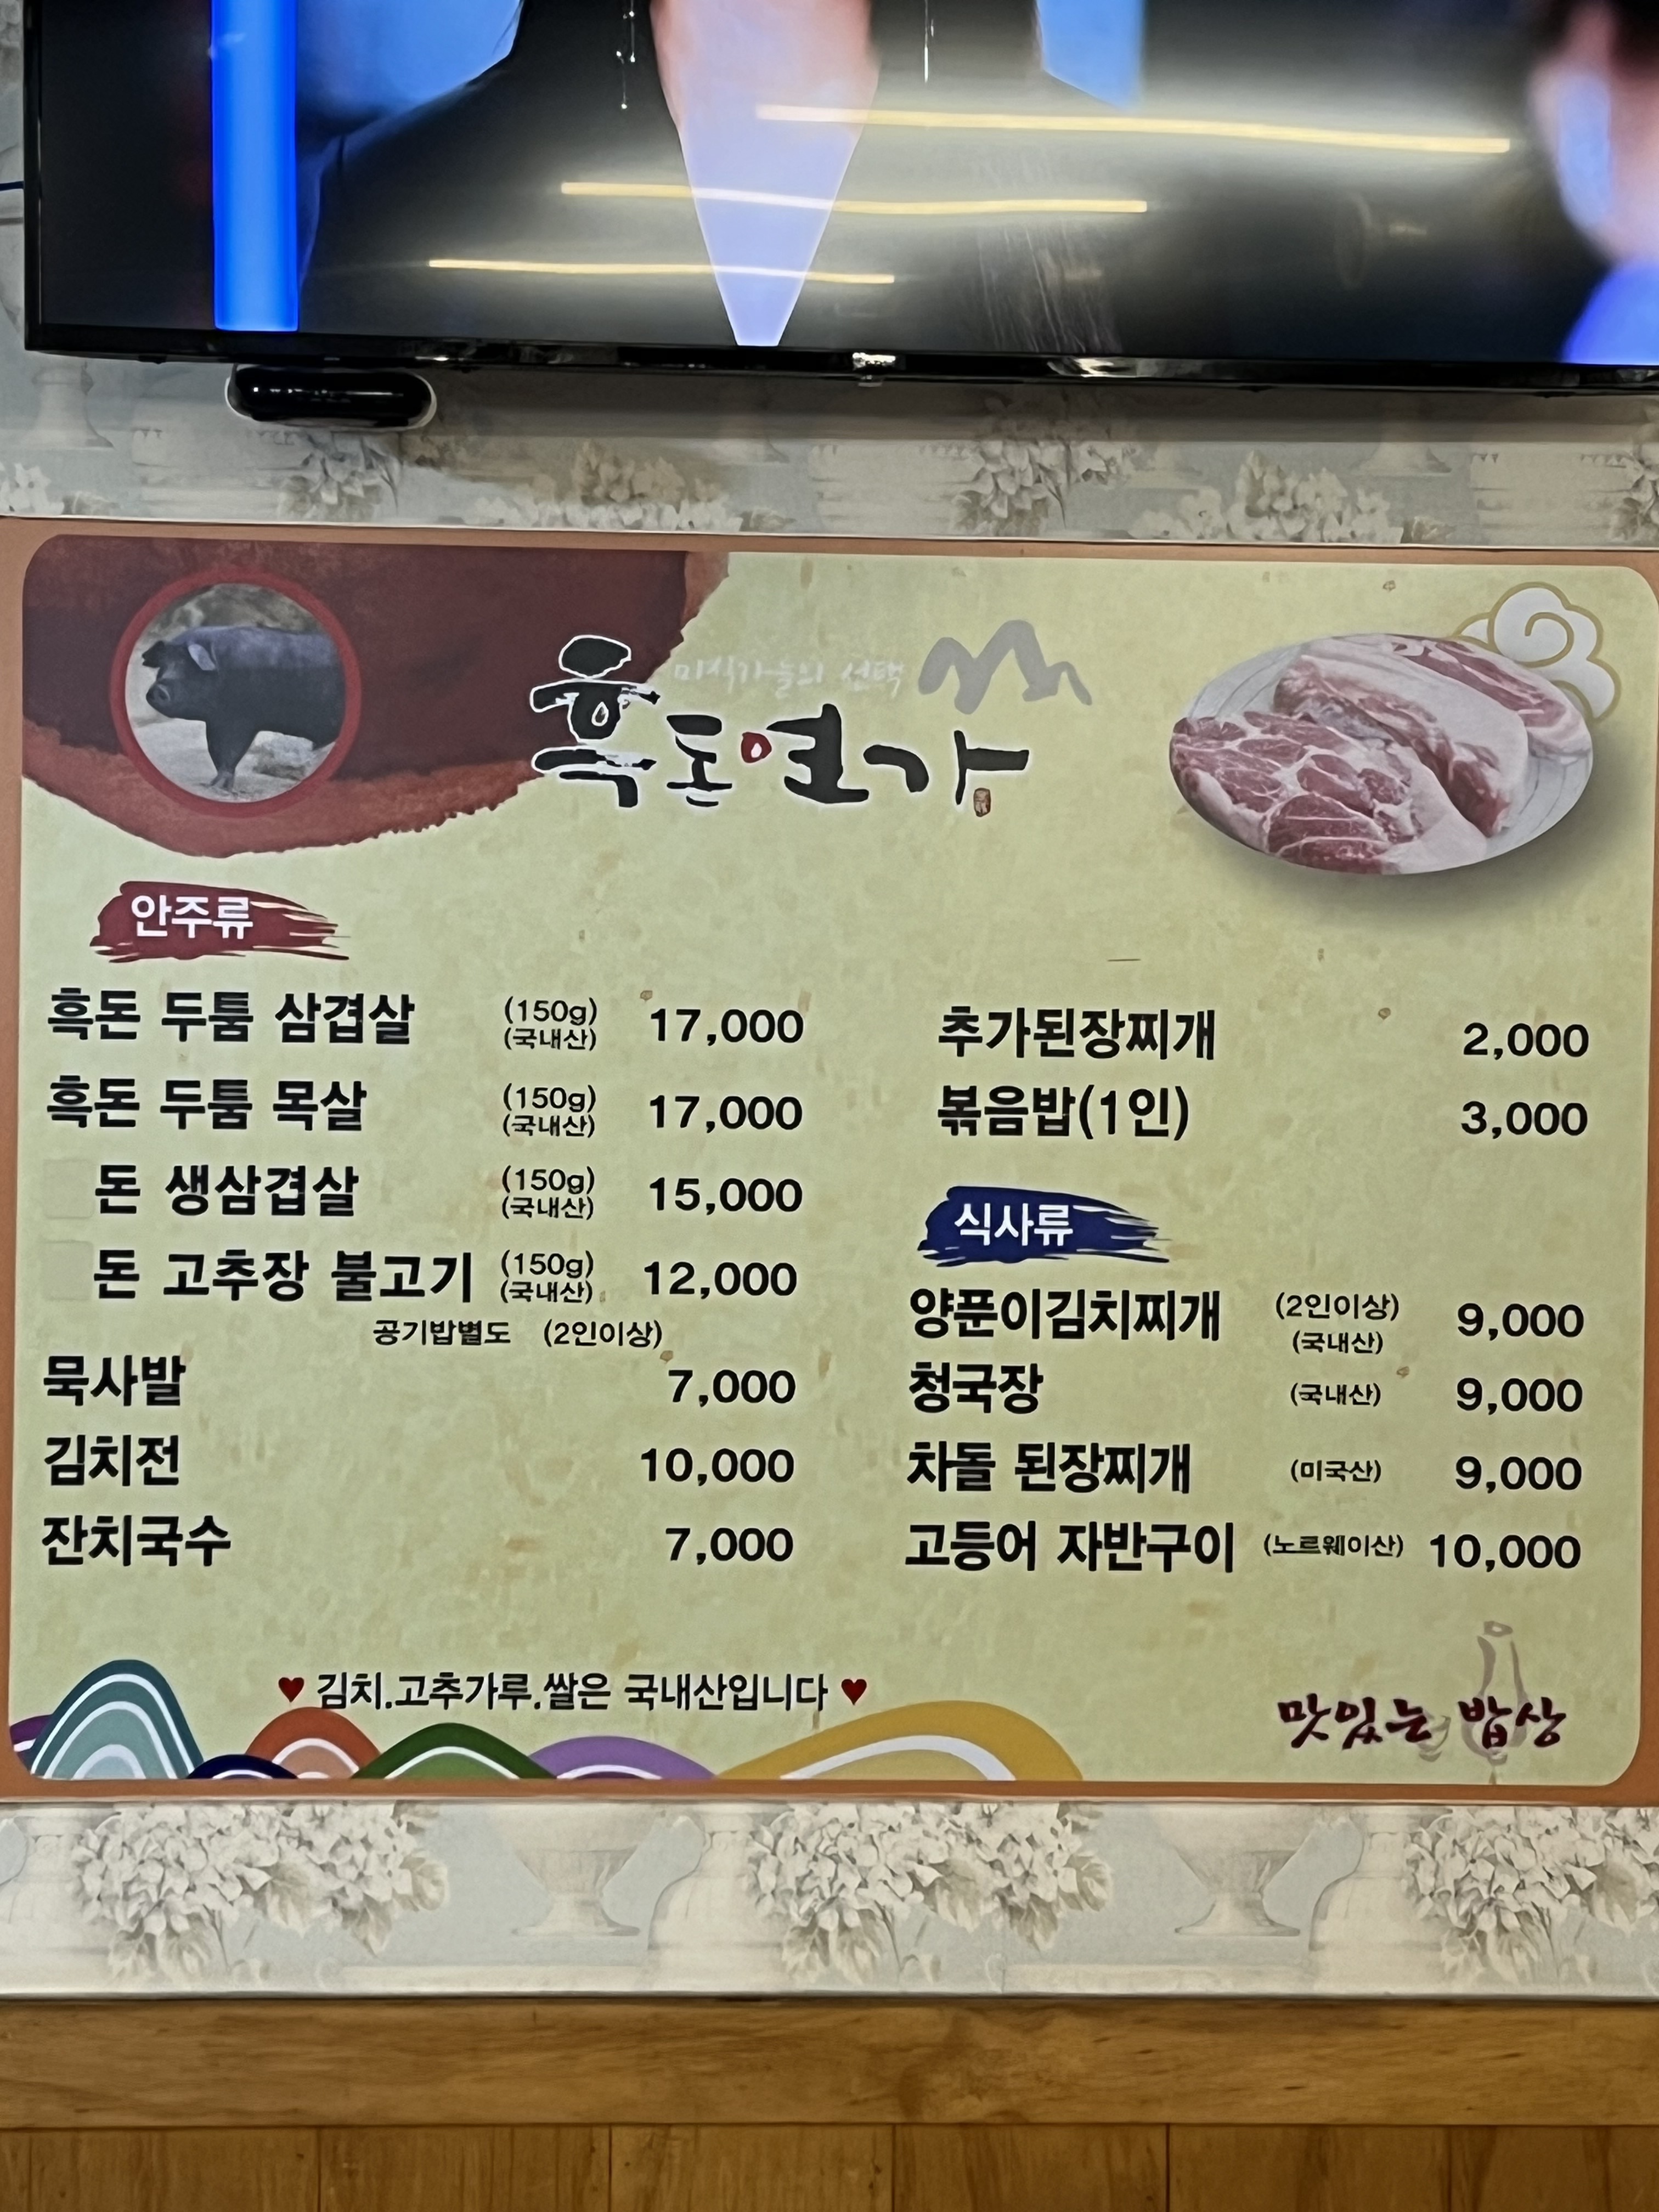 미식가들의 선택
흑돈연가
안주류
흑돈 두툼 삼겹살 (150g) (국내산) 17,000
흑돈 두툼 목살 (150g) (국내산) 17,000
돈 생삼겹살 (150g) (국내산) 15,000
돈 고추장 불고기 (150g) (국내산) 12,000
공기밥별도 (2인이상)
묵사발 7,000
김치전 10,000
잔치국수 7,000
추가된장찌개 2,000
볶음밥(1인) 3,000
식사류
양푼이김치찌개 (2인이상) (국내산) 9,000
청국장 (국내산) 9,000
차돌 된장찌개 (미국산) 9,000
고등어 자반구이 (노르웨이산) 10,000
♥ 김치.고추가루.쌀은 국내산입니다 ♥
맛있는 밥상